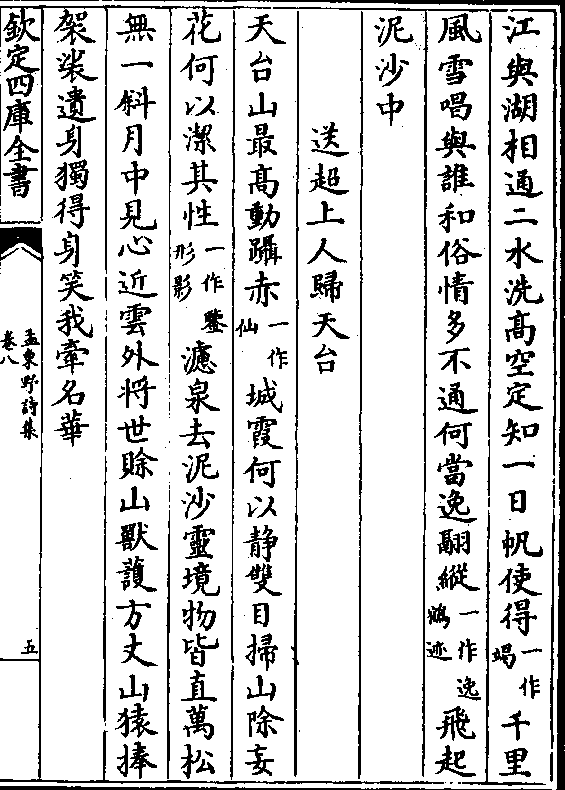 江與湖相通二水洗髙空定知一日帆使得一作竭千里
風雪唱與誰和俗情多不通何當逸翮縱一作逸鷁迹飛起
泥沙中
送超上人歸天台
天台山最髙動躡赤一作仙城霞何以静雙目掃山除妄
花何以潔其性一作鑒形影濾泉去泥沙靈境物皆直萬松
無一斜月中見心近雲外將世賒山獸護方丈山猿捧
袈裟遺身獨得身笑我牽名華
欽定四庫全書
孟東野詩集
卷八
五